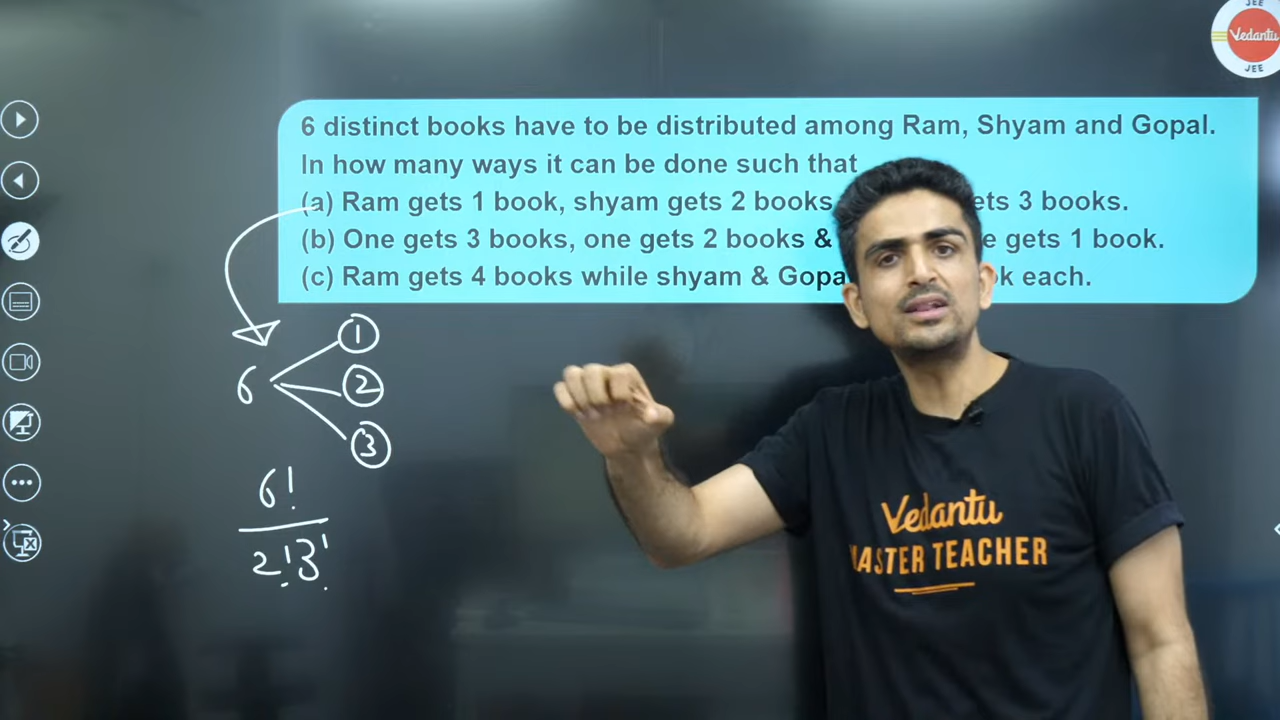 JEE
Vedantu
JEE
6 distinct books have to be distributed among Ram, Shyam and Gopal.
In how many ways it can be done such that
(a) Ram gets 1 book, shyam gets 2 books ets 3 books.
(b) One gets 3 books, one gets 2 books & e gets 1 book.
(c) Ram gets 4 books while shyam & Gopa k each.
1
6
2
3
6!
2!3!
Vedantu
MASTER TEACHER